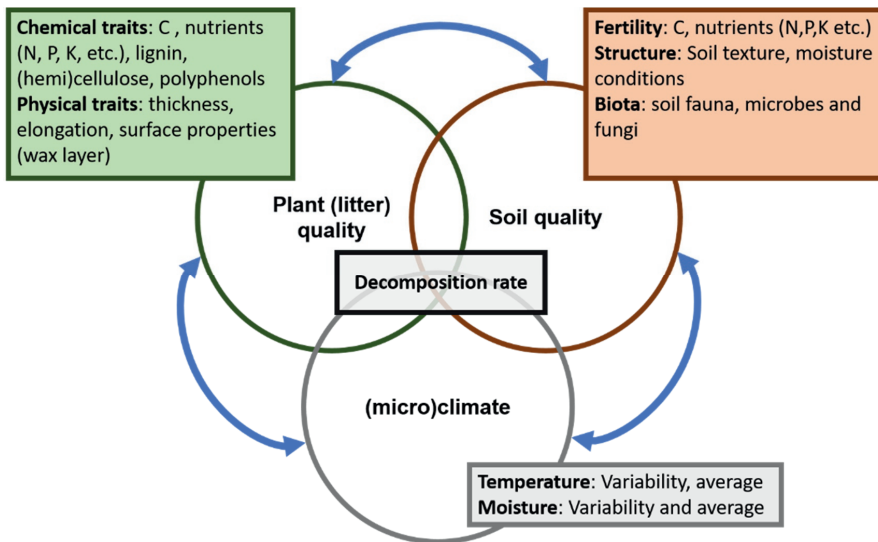 Chemical traits: C , nutrients
(N, P, K, etc.), lignin,
(hemi)cellulose, polyphenols
Physical traits: thickness,
elongation, surface properties
(wax layer)
Fertility: C, nutrients (N,P,K etc.)
Structure: Soil texture, moisture
conditions
Biota: soil fauna, microbes and
fungi
Plant (litter)
quality
Soil quality
Decomposition rate
(micro)climate
Temperature: Variability, average
Moisture: Variability and average